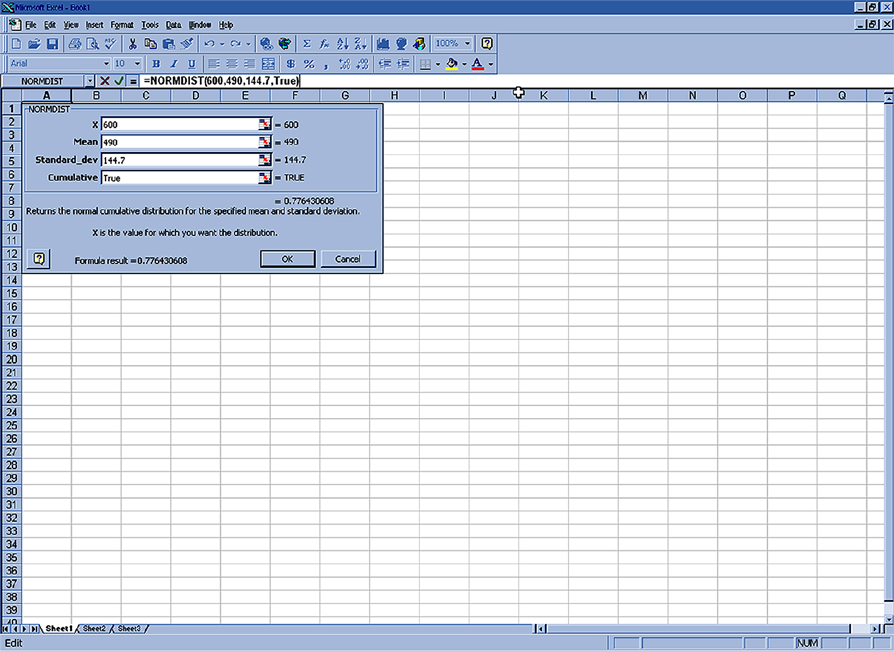 Microsoft Excel - Book1
File Edit View Insert Format Tools Data Window Help
100%
Arial 10 B I U $ % ,
NORMDIST =NORMDIST(600,490,144.7,True)
A B C D E F G H I J K L M N O P Q
NORMDIST
X 600 = 600
Mean 490 = 490
Standard_dev 144.7 = 144.7
Cumulative True = TRUE
= 0.776430608
Returns the normal cumulative distribution for the specified mean and standard deviation.
X is the value for which you want the distribution.
Formula result =0.776430608 OK Cancel
1
2
3
4
5
6
7
8
9
10
11
12
13
14
15
16
17
18
19
20
21
22
23
24
25
26
27
28
29
30
31
32
33
34
35
36
37
38
39
40
Sheet1 Sheet2 Sheet3
Edit NUM